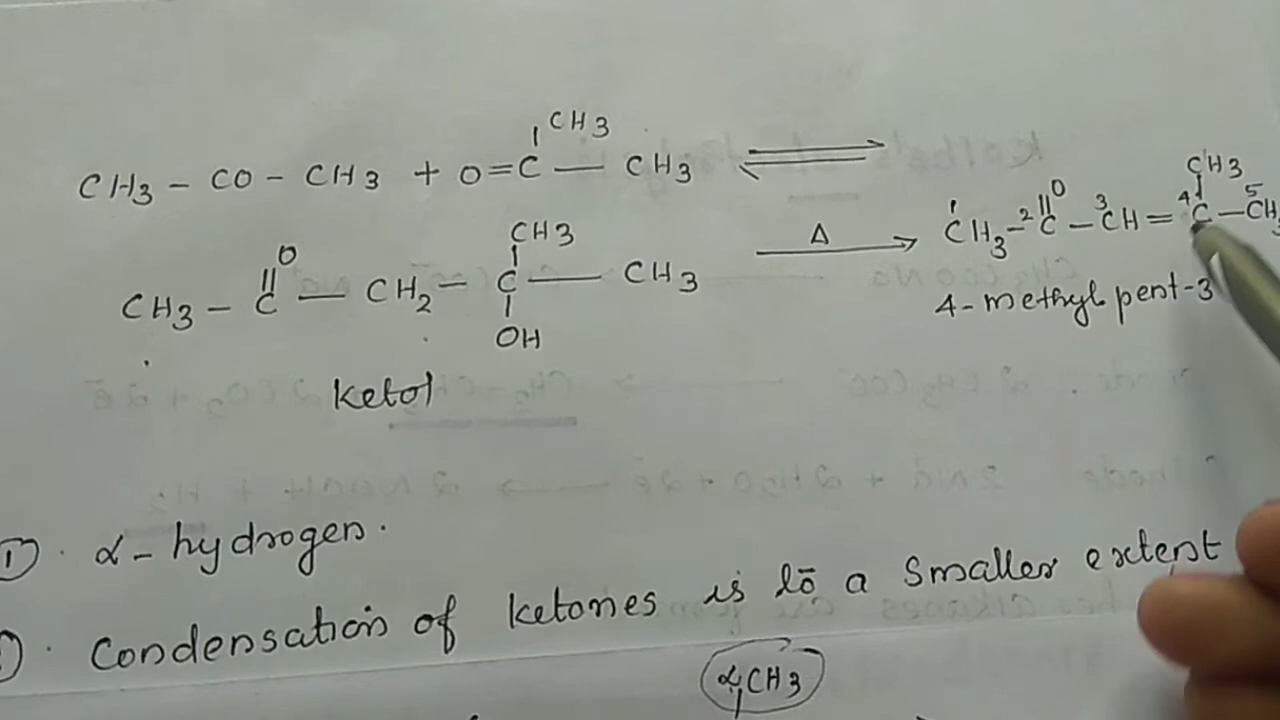 CH3
CH3 - CO - CH3 + O=C — CH3 ⇌
CH3
O
1 2 3 4 5
CH3 - C - CH = C - CH3
4-methyl pent-3
O
CH3
CH3 - C — CH2 - C — CH3 Δ →
OH
Ketol
1). α-hydrogen.
). Condensation of ketones is to a smaller extent
α CH3